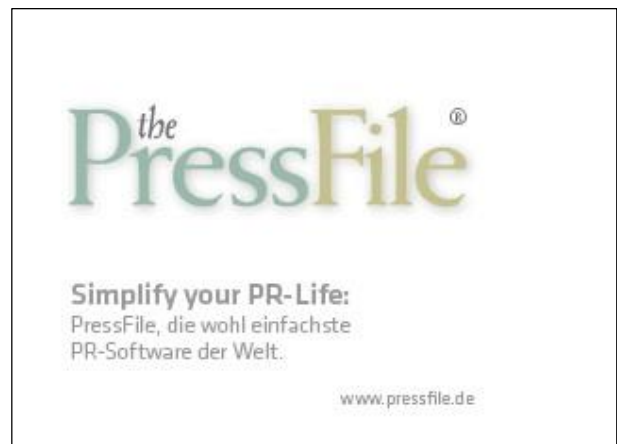 the
PressFile®
Simplify your PR-Life:
PressFile, die wohl einfachste
PR-Software der Welt.
www.pressfile.de